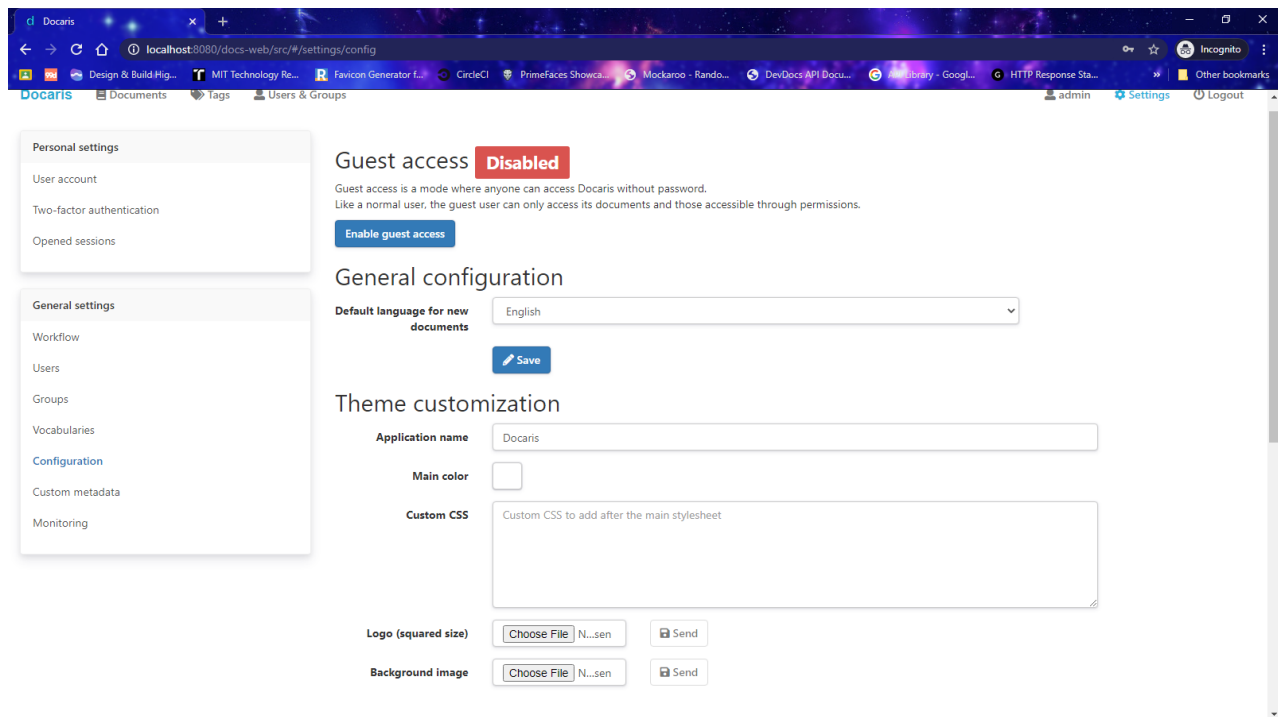 d Docaris
localhost:8080/docs-web/src/#/settings/config
Incognito
Design & Build Hig...
MIT Technology Re...
Favicon Generator f...
CircleCI
PrimeFaces Showca...
Mockaroo - Rando...
DevDocs API Docu...
Library - Googl...
HTTP Response Sta...
Other bookmarks
Docaris
Documents
Tags
Users & Groups
admin
Settings
Logout
Personal settings
User account
Two-factor authentication
Opened sessions
General settings
Workflow
Users
Groups
Vocabularies
Configuration
Custom metadata
Monitoring
Guest access Disabled
Guest access is a mode where anyone can access Docaris without password.
Like a normal user, the guest user can only access its documents and those accessible through permissions.
Enable guest access
General configuration
Default language for new
documents
English
Save
Theme customization
Application name
Docaris
Main color
Custom CSS
Custom CSS to add after the main stylesheet
Logo (squared size)
Choose File N...sen
Send
Background image
Choose File N...sen
Send